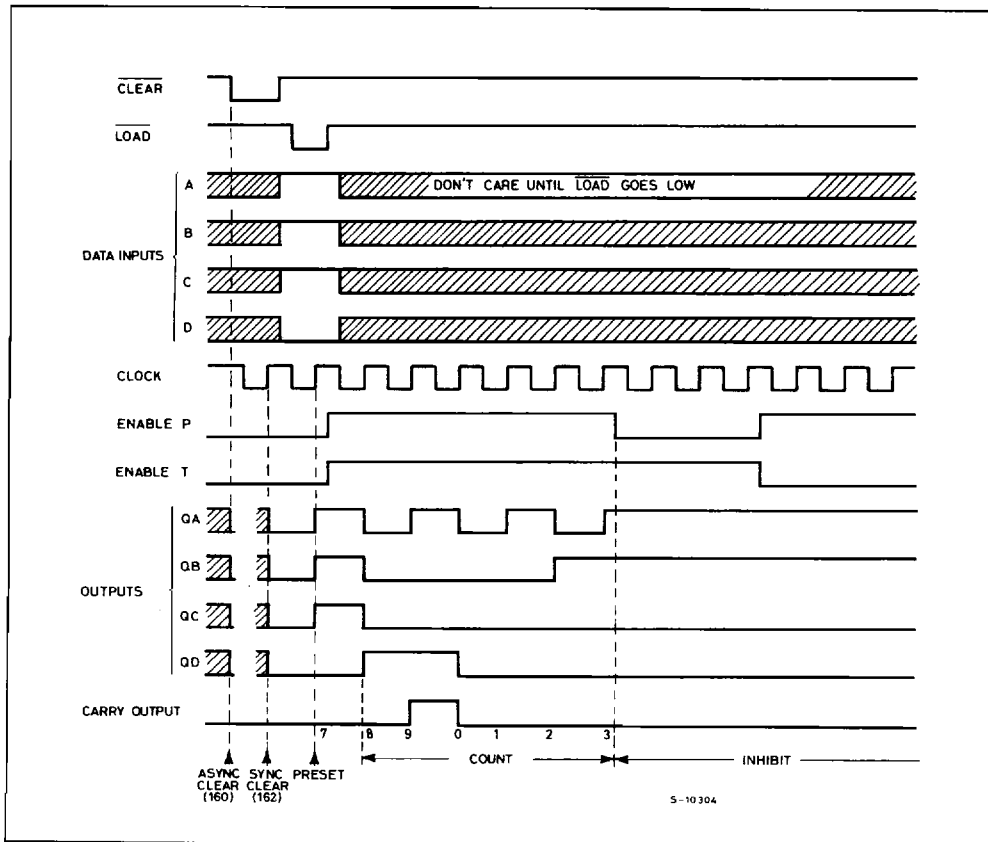 CLEAR
LOAD
A
DON'T CARE UNTIL LOAD GOES LOW
B
DATA INPUTS
C
D
CLOCK
ENABLE P
ENABLE T
QA
QB
OUTPUTS
QC
QD
CARRY OUTPUT
7 8 9 0 1 2 3
COUNT
INHIBIT
ASYNC CLEAR (160)
SYNC CLEAR (162)
PRESET
S-10304